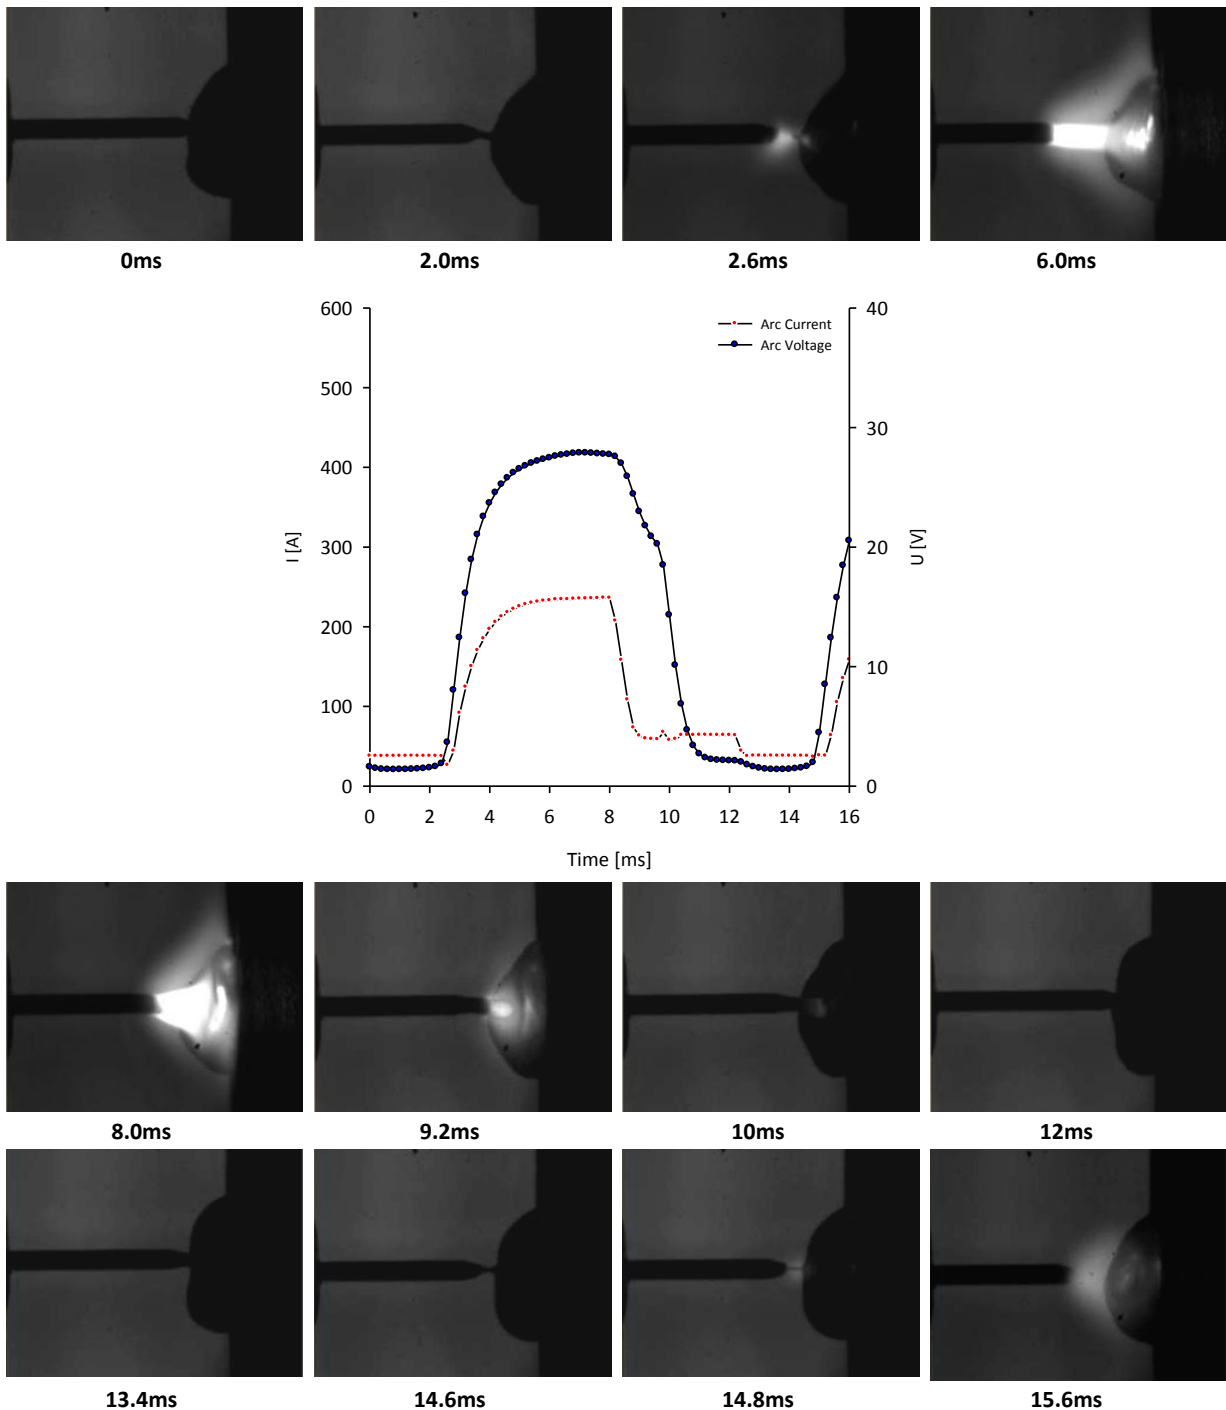 0ms 2.0ms 2.6ms 6.0ms
600 40
Arc Current
Arc Voltage
500
30
400
I [A] 300 20 U [V]
200
10
100
0 0
0 2 4 6 8 10 12 14 16
Time [ms]
8.0ms 9.2ms 10ms 12ms
13.4ms 14.6ms 14.8ms 15.6ms